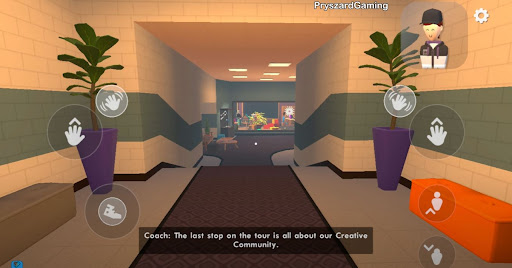 PryszardGaming
Coach: The last stop on the tour is all about our Creative
Community.